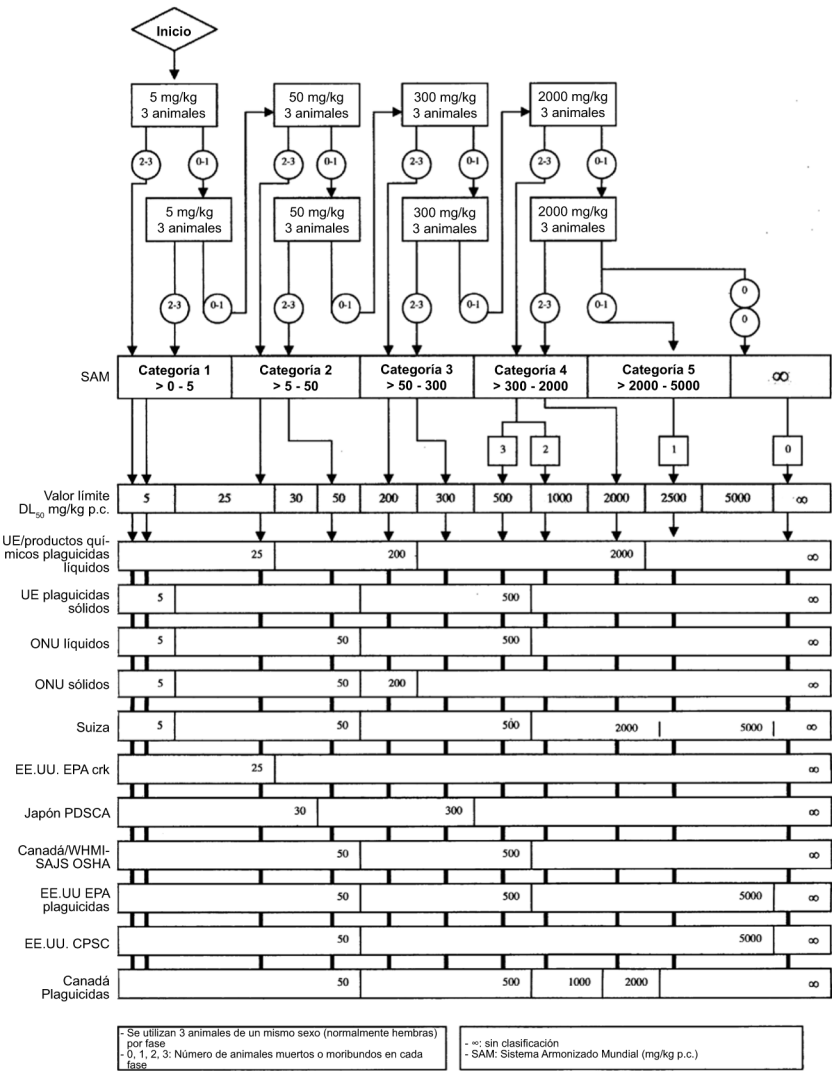 Inicio
5 mg/kg
3 animales
50 mg/kg
3 animales
300 mg/kg
3 animales
2000 mg/kg
3 animales
2-3
0-1
2-3
0-1
2-3
0-1
2-3
0-1
5 mg/kg
3 animales
50 mg/kg
3 animales
300 mg/kg
3 animales
2000 mg/kg
3 animales
2-3
0-1
2-3
0-1
2-3
0-1
2-3
0-1
0
0
SAM
Categoría 1
> 0 - 5
Categoría 2
> 5 - 50
Categoría 3
> 50 - 300
Categoría 4
> 300 - 2000
Categoría 5
> 2000 - 5000
∞
3
2
1
0
Valor límite
DL50 mg/kg p.c.
5
25
30
50
200
300
500
1000
2000
2500
5000
∞
UE/productos quí-
micos plaguicidas
líquidos
25
200
2000
∞
UE plaguicidas
sólidos
5
500
∞
ONU líquidos
5
50
500
∞
ONU sólidos
5
50
200
∞
Suiza
5
50
500
2000
5000
∞
EE.UU. EPA crk
25
∞
Japón PDSCA
30
300
∞
Canadá/WHMI-
SAJS OSHA
50
500
∞
EE.UU EPA
plaguicidas
50
500
5000
∞
EE.UU. CPSC
50
5000
∞
Canadá
Plaguicidas
50
500
1000
2000
∞
- Se utilizan 3 animales de un mismo sexo (normalmente hembras)
por fase
- 0, 1, 2, 3: Número de animales muertos o moribundos en cada
fase
- ∞: sin clasificación
- SAM: Sistema Armonizado Mundial (mg/kg p.c.)